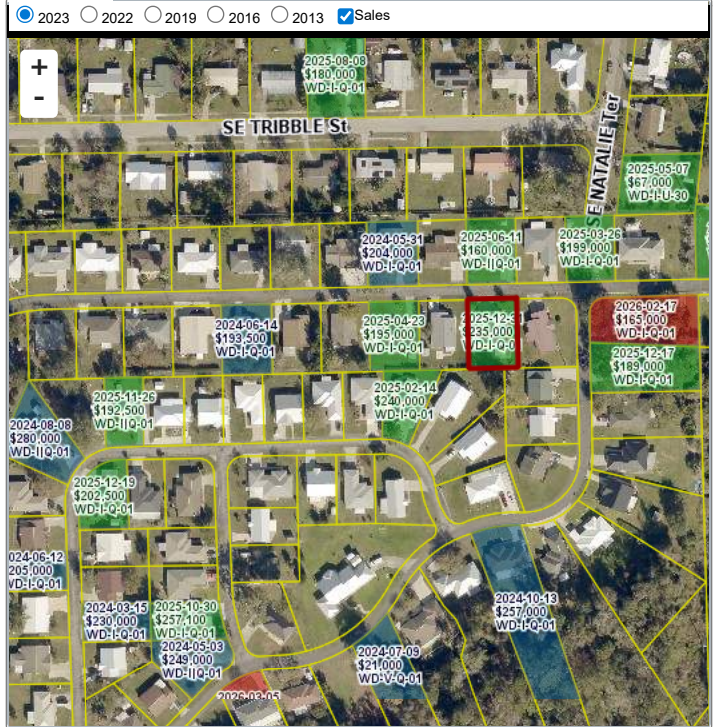 2023 2022 2019 2016 2013 Sales
+
-
2025-08-08
$180,000
WD-I-Q-01
SE TRIBBLE St
SE NATALIE Ter
2025-05-07
$67,000
WD-I-U-30
2024-05-31
$204,000
WD-I-Q-01
2025-06-11
$160,000
WD-I|Q-01
2025-03-26
$199,000
WD-I-Q-01
2024-06-14
$193,500
WD-I-Q-01
2025-04-23
$195,000
WD-I-Q-01
2025-12-3
235,000
D-I-Q-0
2026-02-17
$165,000
WD-I-Q-01
2025-12-17
$189,000
WD-I-Q-01
2025-11-26
$192,500
WD-I|Q-01
2025-02-14
$240,000
WD-I-Q-01
2024-08-08
$280,000
WD-I|Q-01
2025-12-19
$202,500
WD-I-Q-01
024-06-12
205,000
WD-I-Q-01
2024-03-15
$230,000
WD-I-Q-01
2025-10-30
$257,100
WD-I-Q-01
2024-05-03
$249,000
WD-I|Q-01
2024-10-13
$257,000
WD-I-Q-01
2024-07-09
$21,000
WD-V-Q-01
2026-03-05